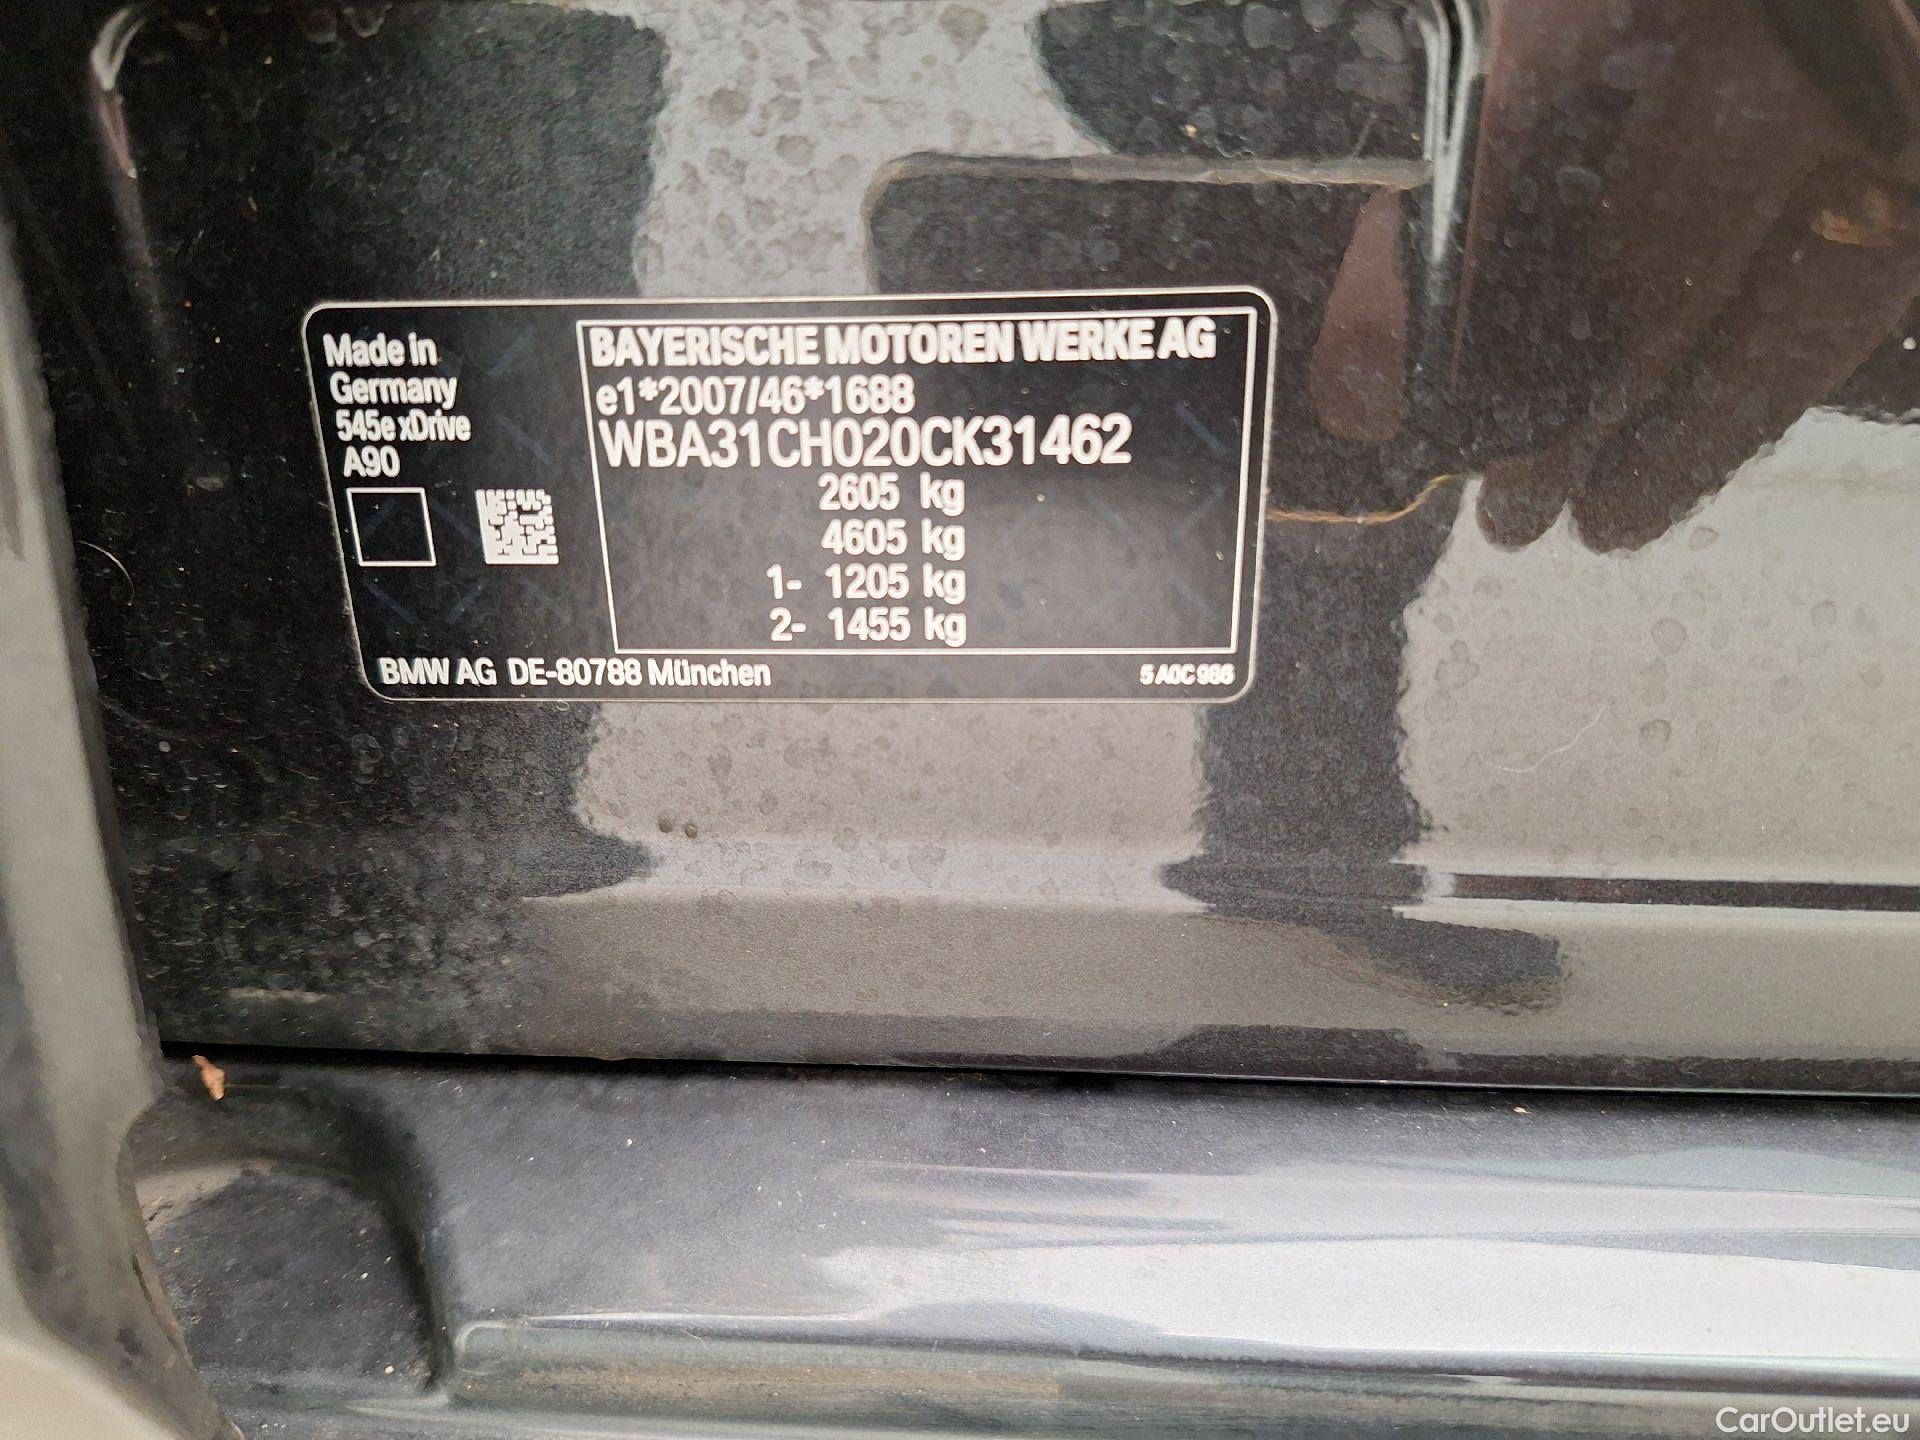 Made in
Germany
545e xDrive
A90
BAYERISCHE MOTOREN WERKE AG
e1*2007/46*1688
WBA31CH020CK31462
2605 kg
4605 kg
1- 1205 kg
2- 1455 kg
BMW AG DE-80788 München
5 A0C 986
CarOutlet.eu